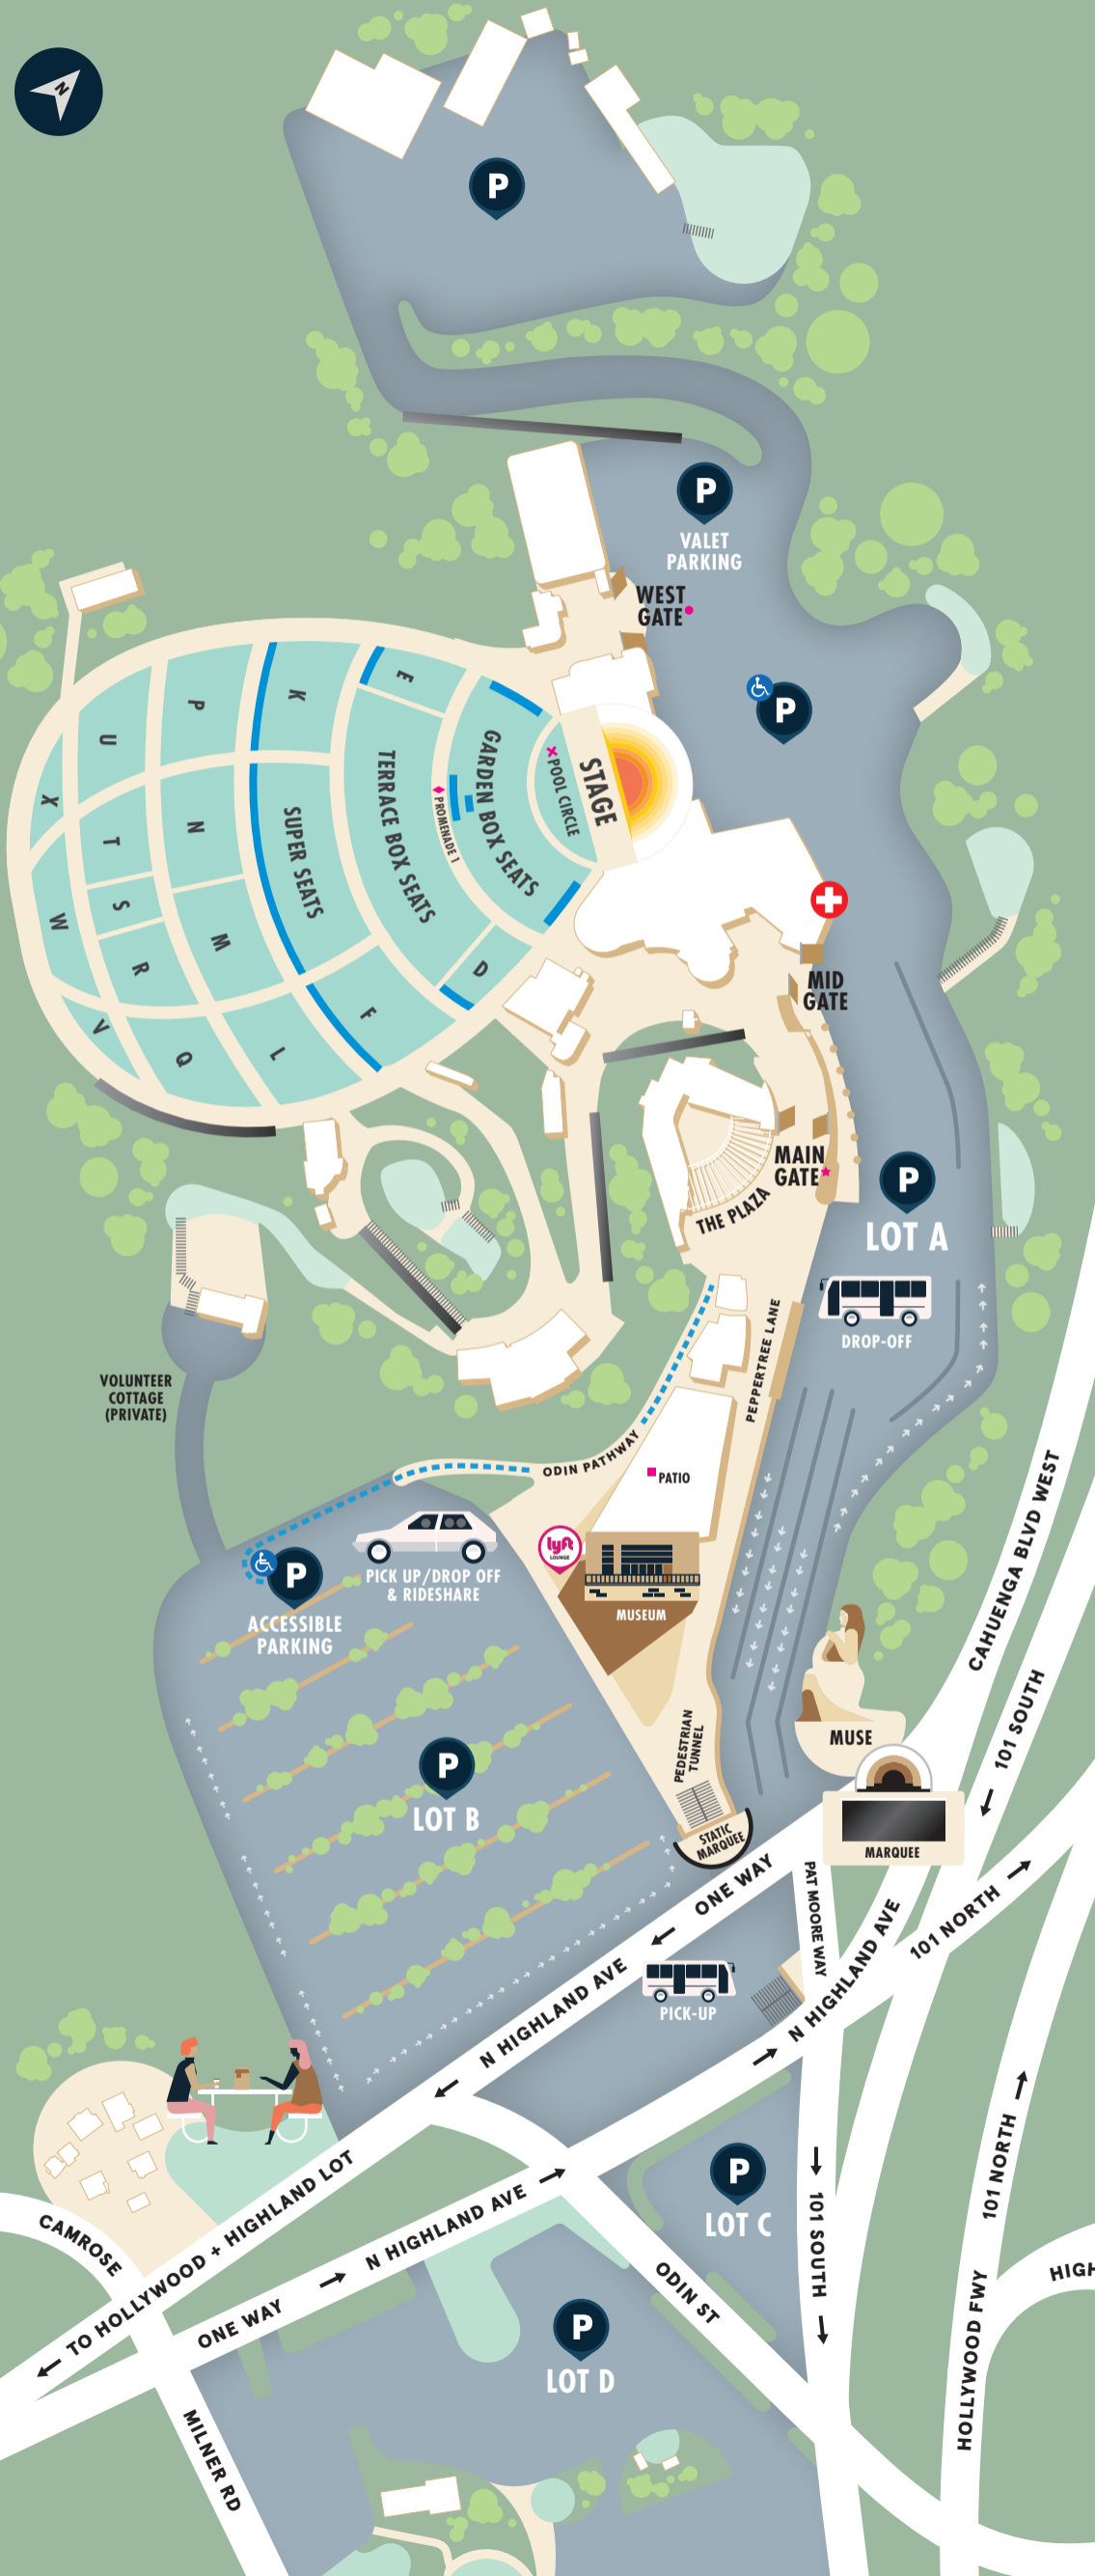 N
P
P
VALET
PARKING
WEST
GATE
P
E
K
P
U
X
GARDEN BOX SEATS
POOL CIRCLE
STAGE
TERRACE BOX SEATS
PROMENADE 1
SUPER SEATS
N
T
S
W
M
R
D
F
V
Q
L
MID
GATE
MAIN
GATE
THE PLAZA
P
LOT A
DROP-OFF
PEPPERTREE LANE
VOLUNTEER
COTTAGE
(PRIVATE)
ODIN PATHWAY
PATIO
lyft
LOUNGE
MUSEUM
P
ACCESSIBLE
PARKING
PICK UP/DROP OFF
& RIDESHARE
CAHUENGA BLVD WEST
101 SOUTH
P
LOT B
PEDESTRIAN
TUNNEL
STATIC
MARQUEE
MUSE
MARQUEE
ONE WAY
PAT MOORE WAY
N HIGHLAND AVE
101 NORTH
N HIGHLAND AVE
PICK-UP
P
LOT C
101 SOUTH
101 NORTH
TO HOLLYWOOD + HIGHLAND LOT
N HIGHLAND AVE
CAMROSE
ONE WAY
ODIN ST
HOLLYWOOD FWY
HIGH
P
LOT D
MILNER RD